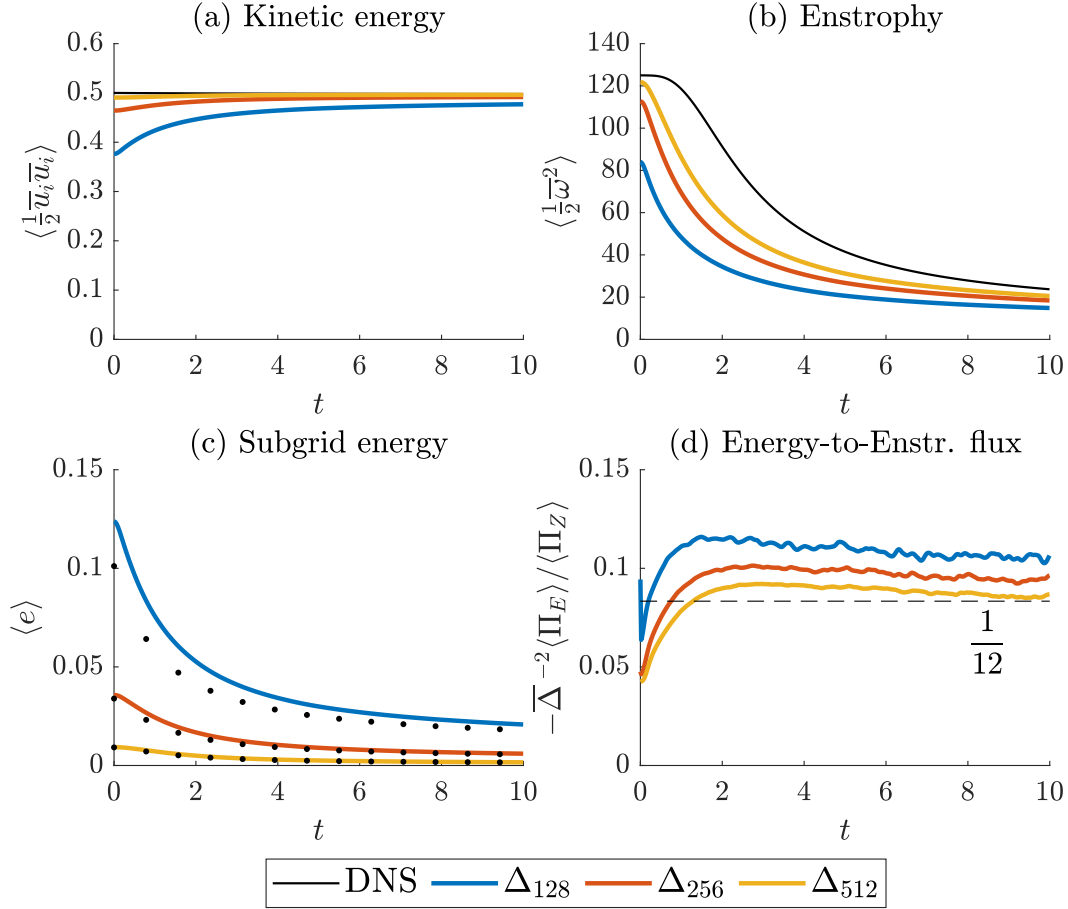 (a) Kinetic energy
0.6
0.5
0.4
0.3
0.2
0.1
0
⟨½u̅ᵢu̅ᵢ⟩
0 2 4 6 8 10
t
(b) Enstrophy
140
120
100
80
60
40
20
0
⟨½ω̅²⟩
0 2 4 6 8 10
t
(c) Subgrid energy
0.15
0.1
0.05
0
⟨e⟩
0 2 4 6 8 10
t
(d) Energy-to-Enstr. flux
0.15
0.1
0.05
0
−Δ̅⁻²⟨Π_E⟩/⟨Π_Z⟩
1/12
0 2 4 6 8 10
t
DNS Δ₁₂₈ Δ₂₅₆ Δ₅₁₂